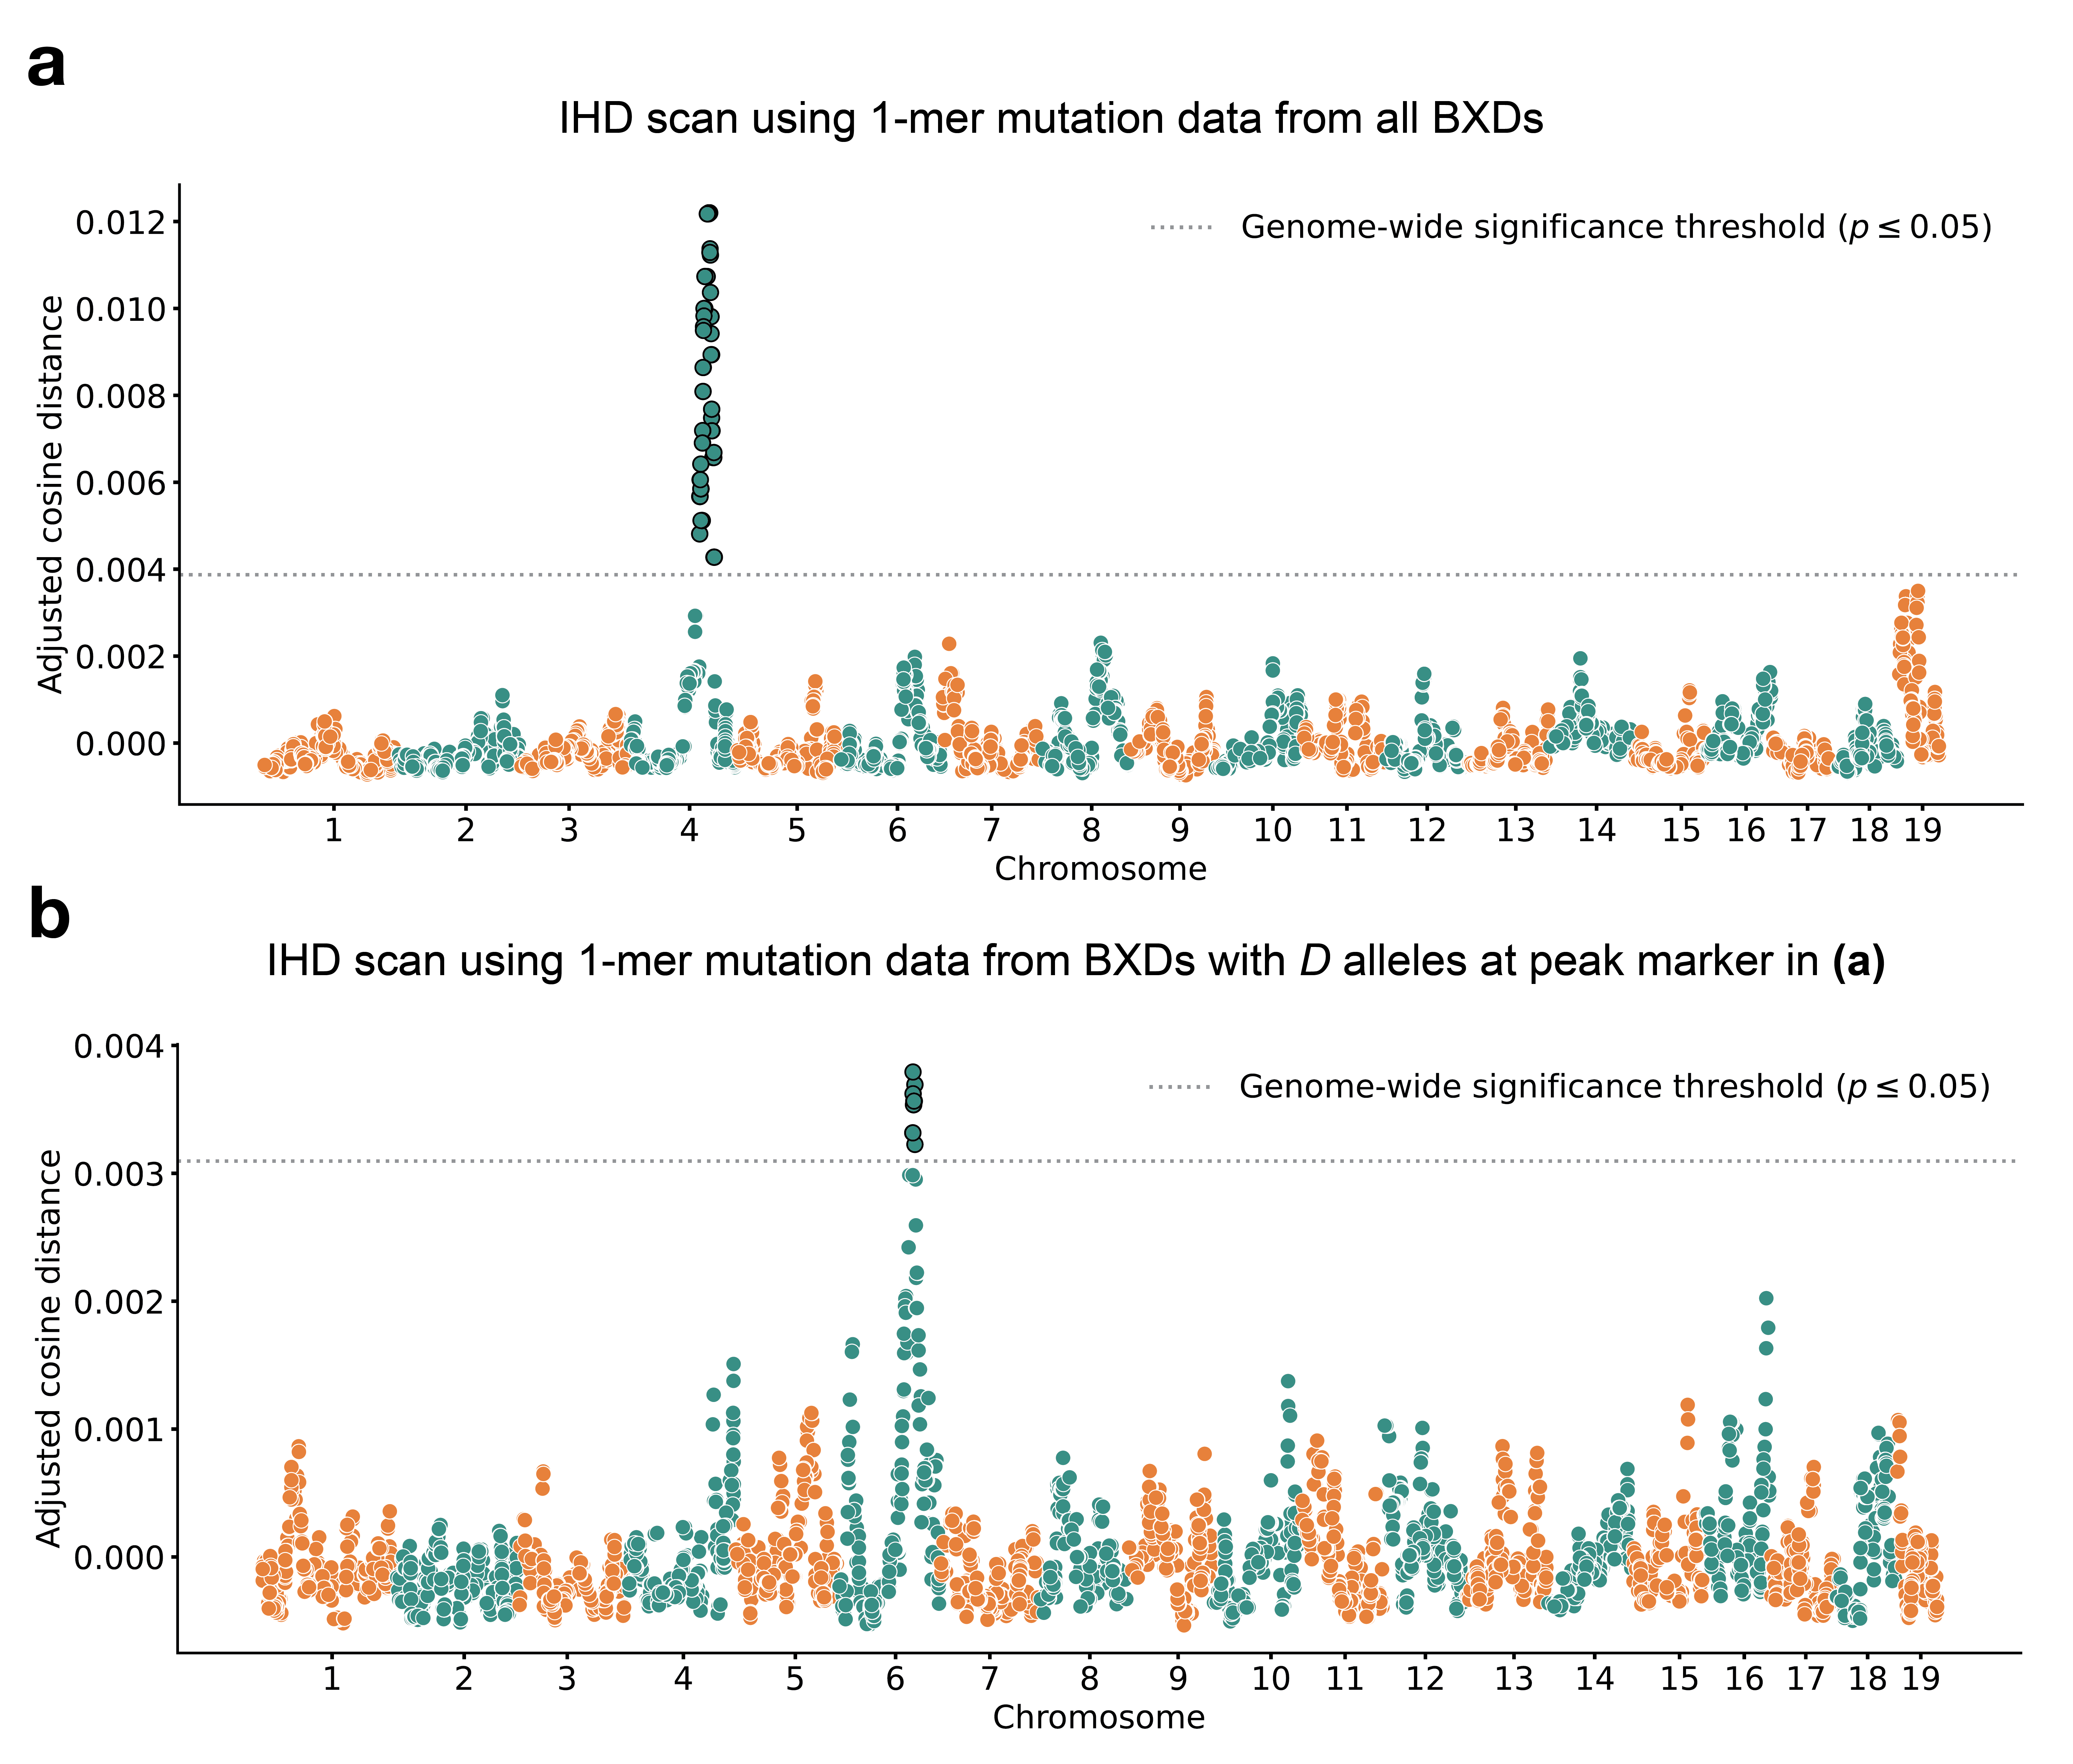 a
IHD scan using 1-mer mutation data from all BXDs
Genome-wide significance threshold (p ≤ 0.05)
Adjusted cosine distance
0.012
0.010
0.008
0.006
0.004
0.002
0.000
1 2 3 4 5 6 7 8 9 10 11 12 13 14 15 16 17 18 19
Chromosome
b
IHD scan using 1-mer mutation data from BXDs with D alleles at peak marker in (a)
Genome-wide significance threshold (p ≤ 0.05)
Adjusted cosine distance
0.004
0.003
0.002
0.001
0.000
1 2 3 4 5 6 7 8 9 10 11 12 13 14 15 16 17 18 19
Chromosome